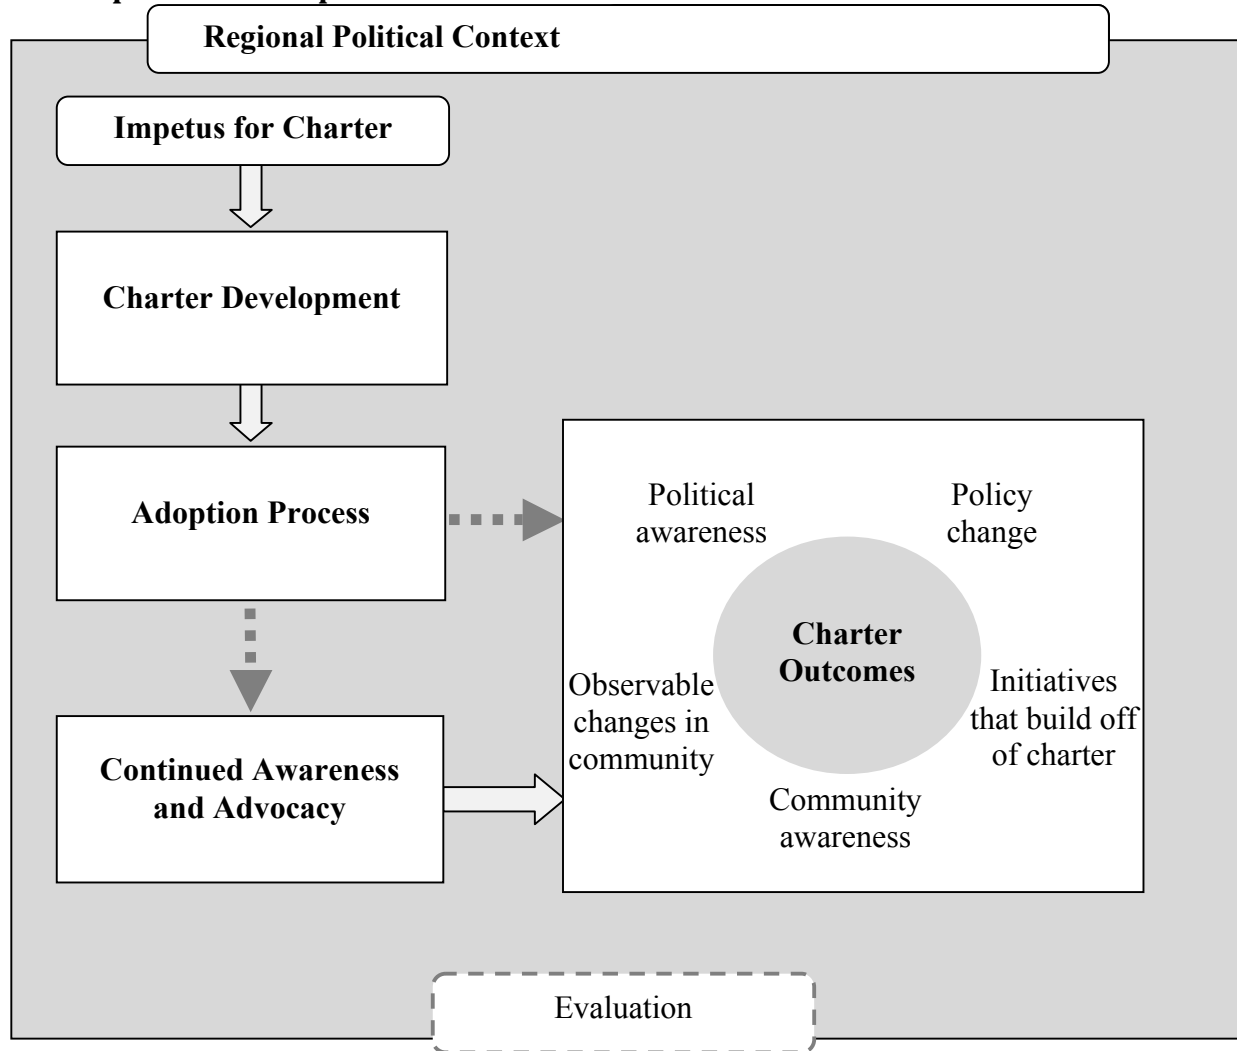 Regional Political Context
Impetus for Charter
Charter Development
Adoption Process
Political
awareness
Policy
change
Charter
Outcomes
Observable
changes in
community
Initiatives
that build off
of charter
Continued Awareness
and Advocacy
Community
awareness
Evaluation